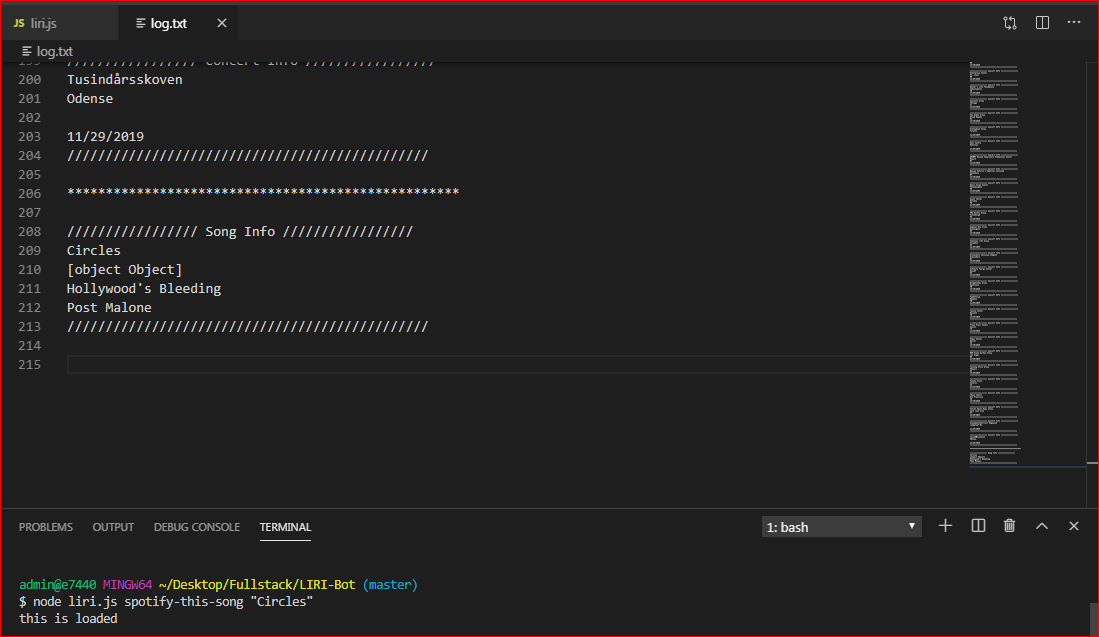 JS liri.js
log.txt
log.txt
199 ///////////////// Concert Info /////////////////
200 Tusindårsskoven
201 Odense
202
203 11/29/2019
204 ///////////////////////////////////////////////
205
206 ***************************************************
207
208 ///////////////// Song Info /////////////////
209 Circles
210 [object Object]
211 Hollywood's Bleeding
212 Post Malone
213 ///////////////////////////////////////////////
214
215
PROBLEMS OUTPUT DEBUG CONSOLE TERMINAL 1: bash
admin@e7440 MINGW64 ~/Desktop/Fullstack/LIRI-Bot (master)
$ node liri.js spotify-this-song "Circles"
this is loaded